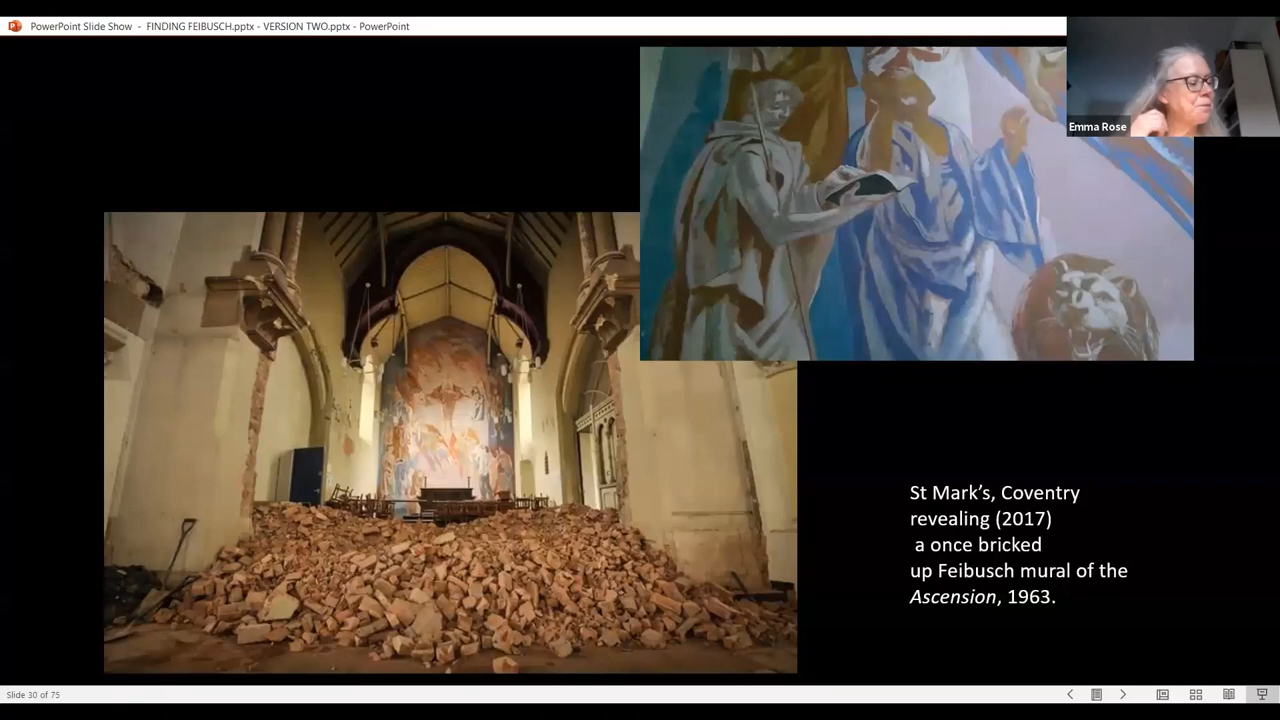 PowerPoint Slide Show - FINDING FEIBUSCH.pptx - VERSION TWO.pptx - PowerPoint
Emma Rose
St Mark's, Coventry
revealing (2017)
a once bricked
up Feibusch mural of the
Ascension, 1963.
Slide 30 of 75